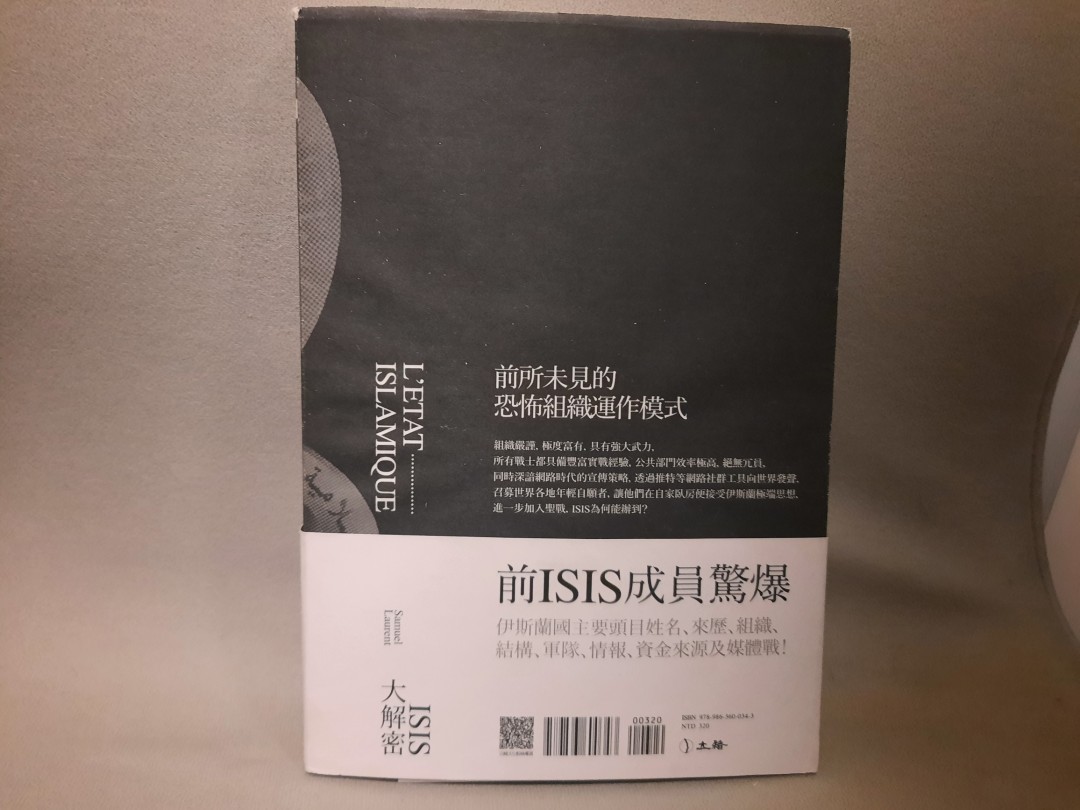 L'ETAT
ISLAMIQUE
前所未見的
恐怖組織運作模式
組織嚴謹, 極度富有, 具有強大武力,
所有戰士都具備豐富實戰經驗, 公共部門效率極高, 絕無冗員,
同時深諳網路時代的宣傳策略, 透過推特等網路社群工具向世界發聲,
召募世界各地年輕自願者, 讓他們在自家臥房便接受伊斯蘭極端思想,
進一步加入聖戰, ISIS為何能辦到?
前ISIS成員驚爆
伊斯蘭國主要頭目姓名、來歷、組織、
結構、軍隊、情報、資金來源及媒體戰!
Samuel
Laurent
ISIS
大解密
00320
ISBN 978-986-360-034-3
NTD 320